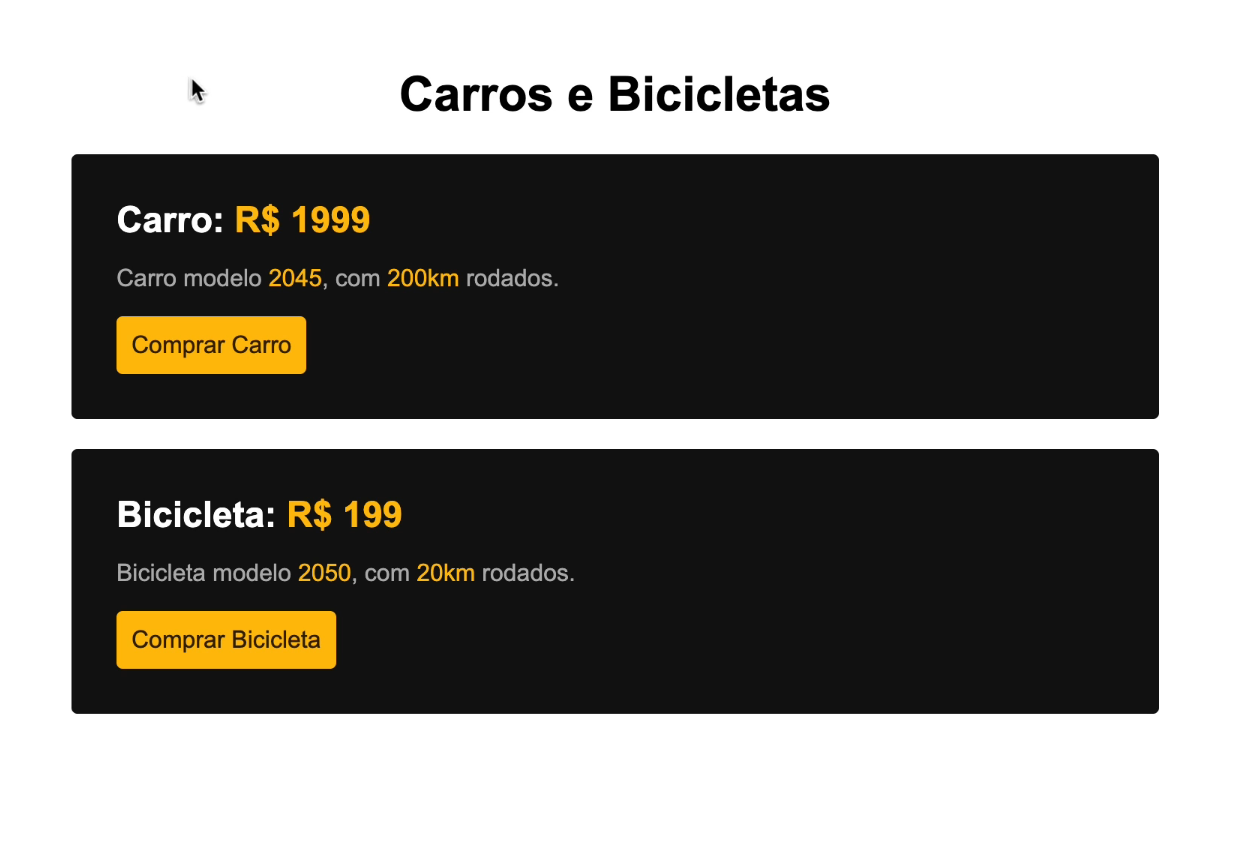 Carros e Bicicletas
Carro: R$ 1999
Carro modelo 2045, com 200km rodados.
Comprar Carro
Bicicleta: R$ 199
Bicicleta modelo 2050, com 20km rodados.
Comprar Bicicleta